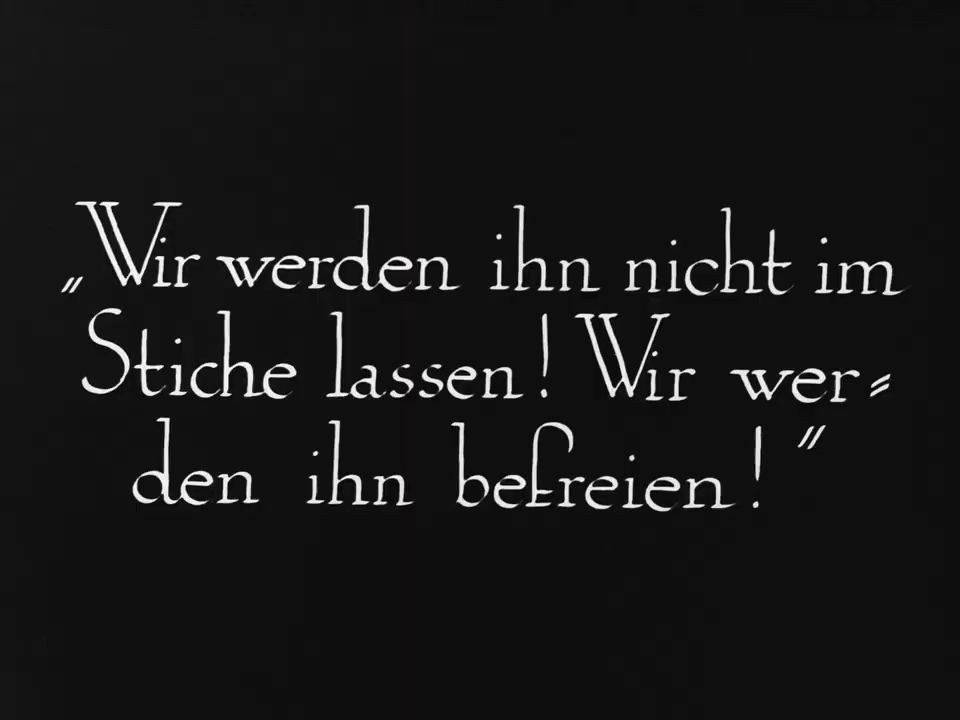 „Wir werden ihn nicht im
Stiche lassen! Wir wer=
den ihn befreien!“